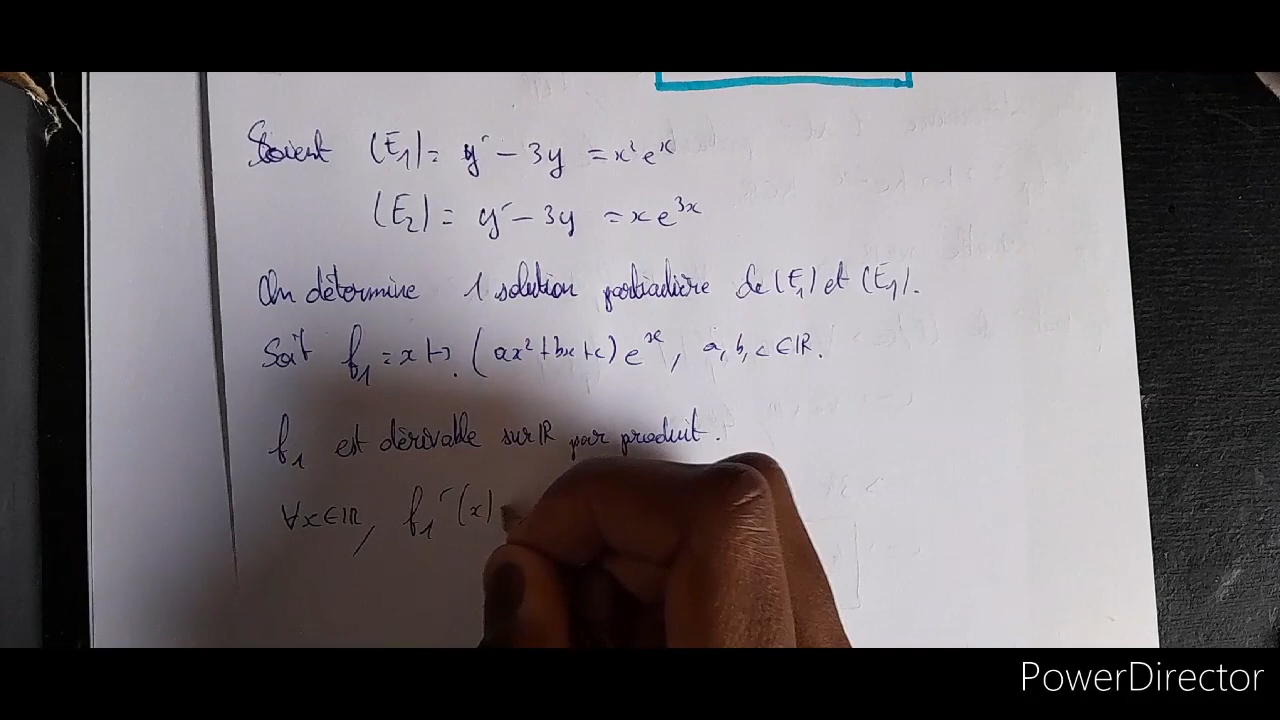 Soient (E₁)= y' - 3y = x²eˣ
(E₂)= y' - 3y = xe³ˣ
On détermine 1 solution particulière de (E₁) et (E₁).
Soit f₁ = x ↦ (ax²+bx+c)eˣ, a, b, c ∈ ℝ.
f₁ est dérivable sur ℝ par produit.
∀x∈ℝ, f₁'(x)
PowerDirector